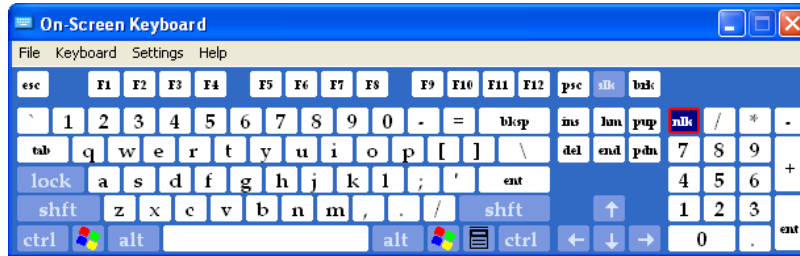 On-Screen Keyboard
File Keyboard Settings Help
esc F1 F2 F3 F4 F5 F6 F7 F8 F9 F10 F11 F12 psc slk brk
` 1 2 3 4 5 6 7 8 9 0 - = bksp ins hm pup nlk / * -
tab q w e r t y u i o p [ ] \ del end pdn 7 8 9 +
lock a s d f g h j k l ; ' ent 4 5 6
shft z x c v b n m , . / shft ↑ 1 2 3 ent
ctrl alt alt ctrl ← ↓ → 0 .